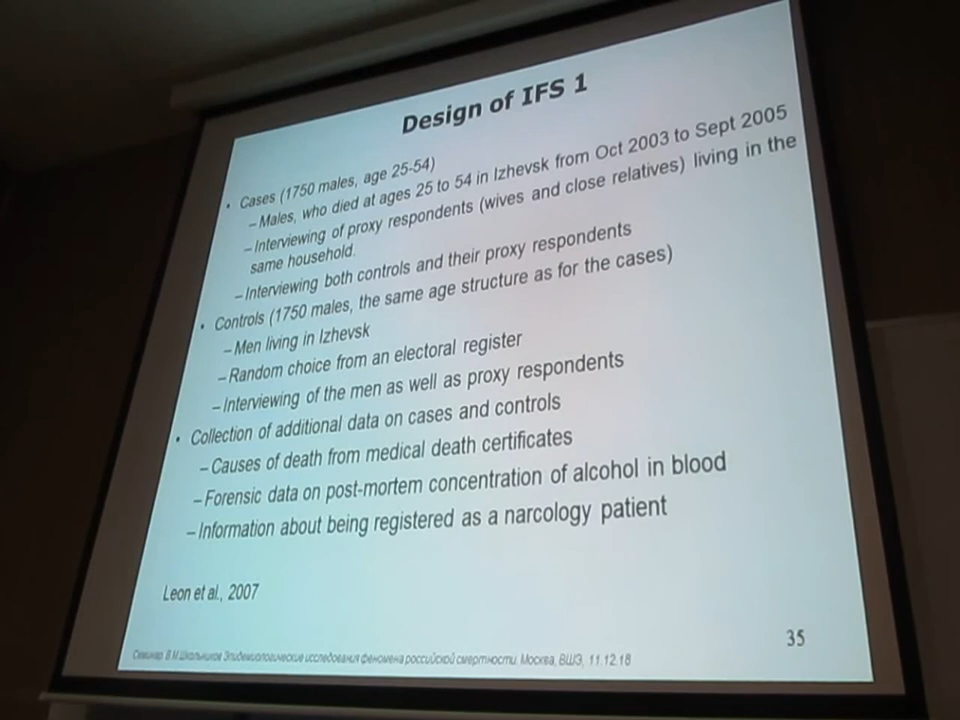 Design of IFS 1
• Cases (1750 males, age 25-54)
–Males, who died at ages 25 to 54 in Izhevsk from Oct 2003 to Sept 2005
–Interviewing of proxy respondents (wives and close relatives) living in the
same household.
–Interviewing both controls and their proxy respondents
• Controls (1750 males, the same age structure as for the cases)
–Men living in Izhevsk
–Random choice from an electoral register
–Interviewing of the men as well as proxy respondents
• Collection of additional data on cases and controls
–Causes of death from medical death certificates
–Forensic data on post-mortem concentration of alcohol in blood
–Information about being registered as a narcology patient
Leon et al., 2007
35
Семинар. В.М.Школьников Эпидемиологические исследования феномена российской смертности. Москва, ВШЭ, 11.12.18